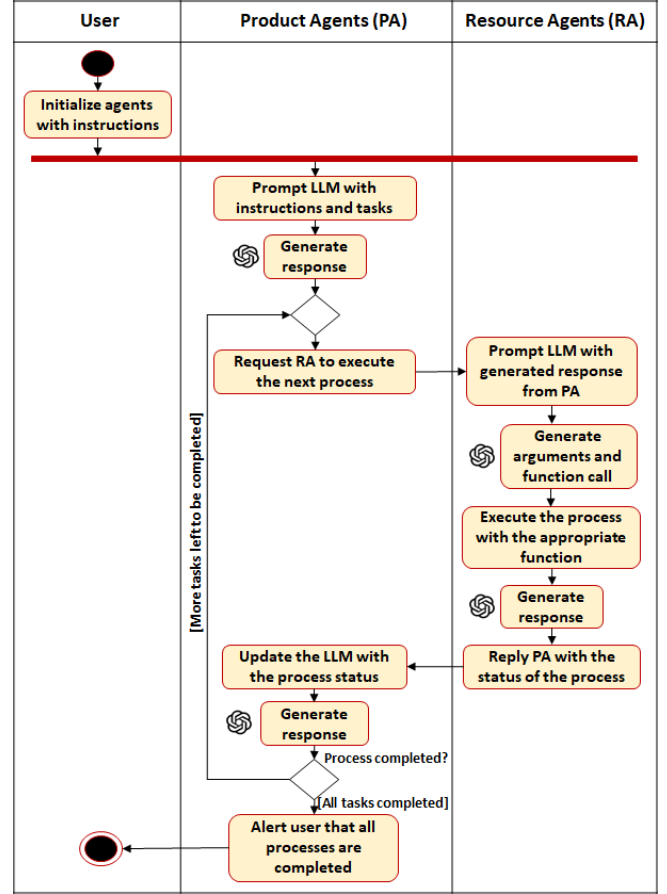 User
Product Agents (PA)
Resource Agents (RA)
Initialize agents
with instructions
Prompt LLM with
instructions and tasks
Generate
response
Request RA to execute
the next process
Prompt LLM with
generated response
from PA
Generate
arguments and
function call
Execute the process
with the appropriate
function
Generate
response
Reply PA with the
status of the process
Update the LLM with
the process status
Generate
response
Process completed?
[More tasks left to be completed]
[All tasks completed]
Alert user that all
processes are
completed